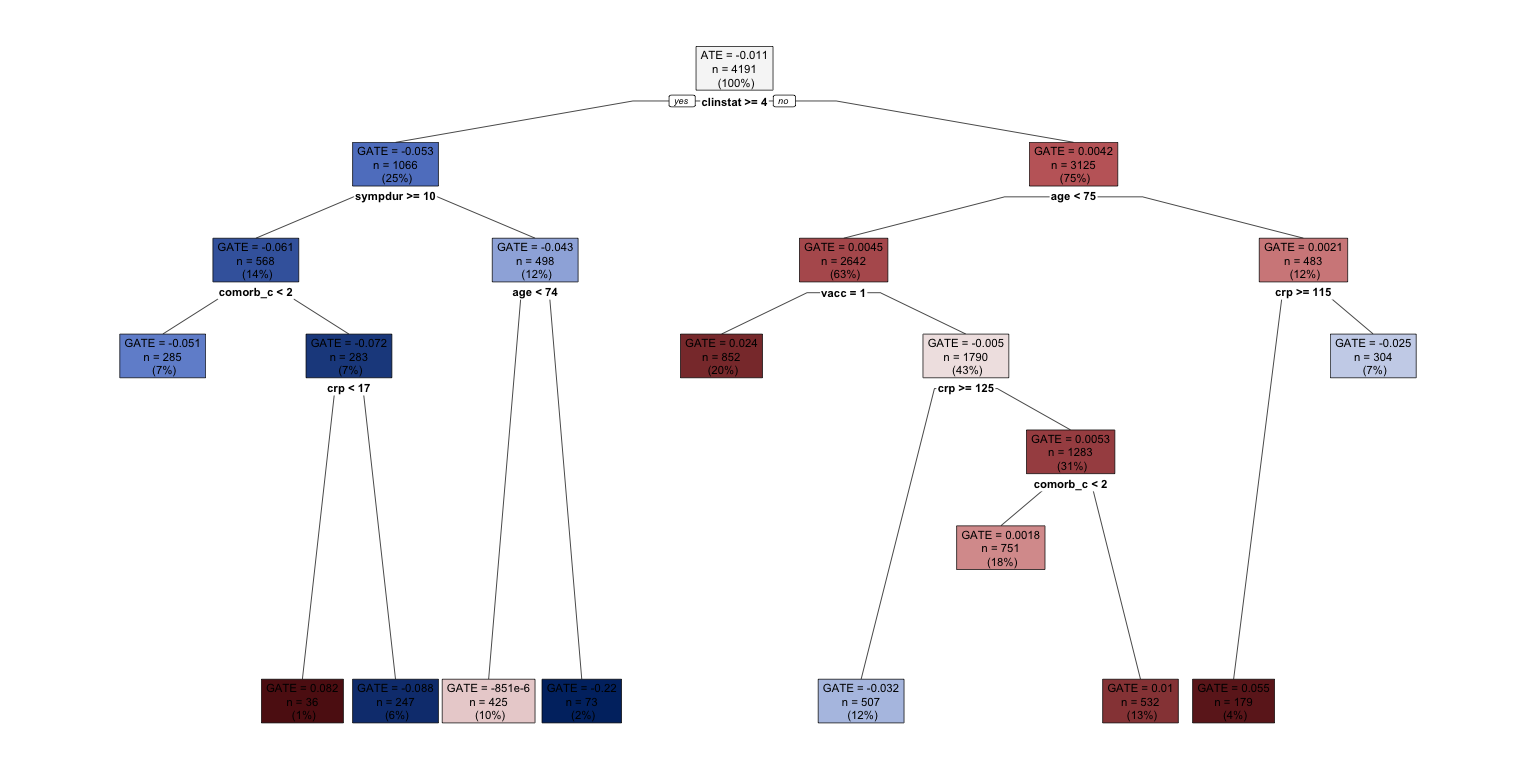 ATE = -0.011
n = 4191
(100%)
yes clinstat >= 4 no
GATE = -0.053
n = 1066
(25%)
sympdur >= 10
GATE = 0.0042
n = 3125
(75%)
age < 75
GATE = -0.061
n = 568
(14%)
comorb_c < 2
GATE = -0.043
n = 498
(12%)
age < 74
GATE = 0.0045
n = 2642
(63%)
vacc = 1
GATE = 0.0021
n = 483
(12%)
crp >= 115
GATE = -0.051
n = 285
(7%)
GATE = -0.072
n = 283
(7%)
crp < 17
GATE = 0.024
n = 852
(20%)
GATE = -0.005
n = 1790
(43%)
crp >= 125
GATE = -0.025
n = 304
(7%)
GATE = 0.0053
n = 1283
(31%)
comorb_c < 2
GATE = 0.0018
n = 751
(18%)
GATE = 0.082
n = 36
(1%)
GATE = -0.088
n = 247
(6%)
GATE = -851e-6
n = 425
(10%)
GATE = -0.22
n = 73
(2%)
GATE = -0.032
n = 507
(12%)
GATE = 0.01
n = 532
(13%)
GATE = 0.055
n = 179
(4%)